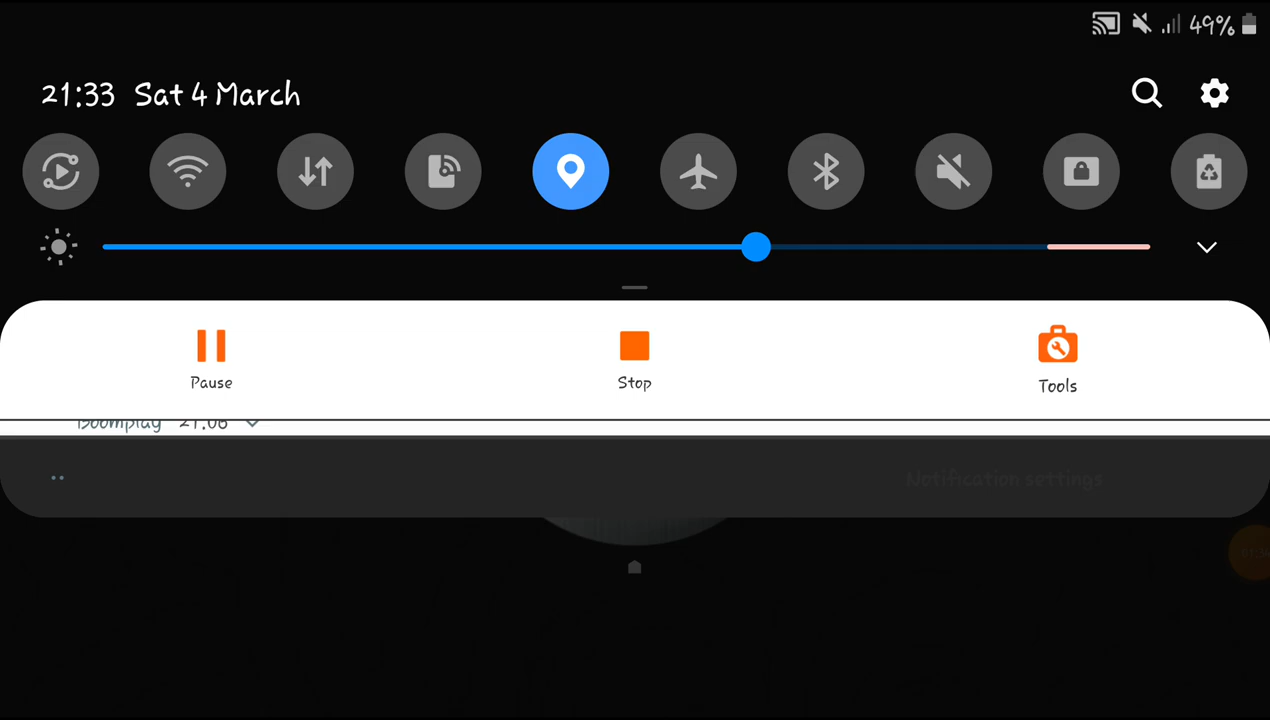 49%
21:33 Sat 4 March
Pause
Stop
Tools
Boomplay 21:06
Notification settings